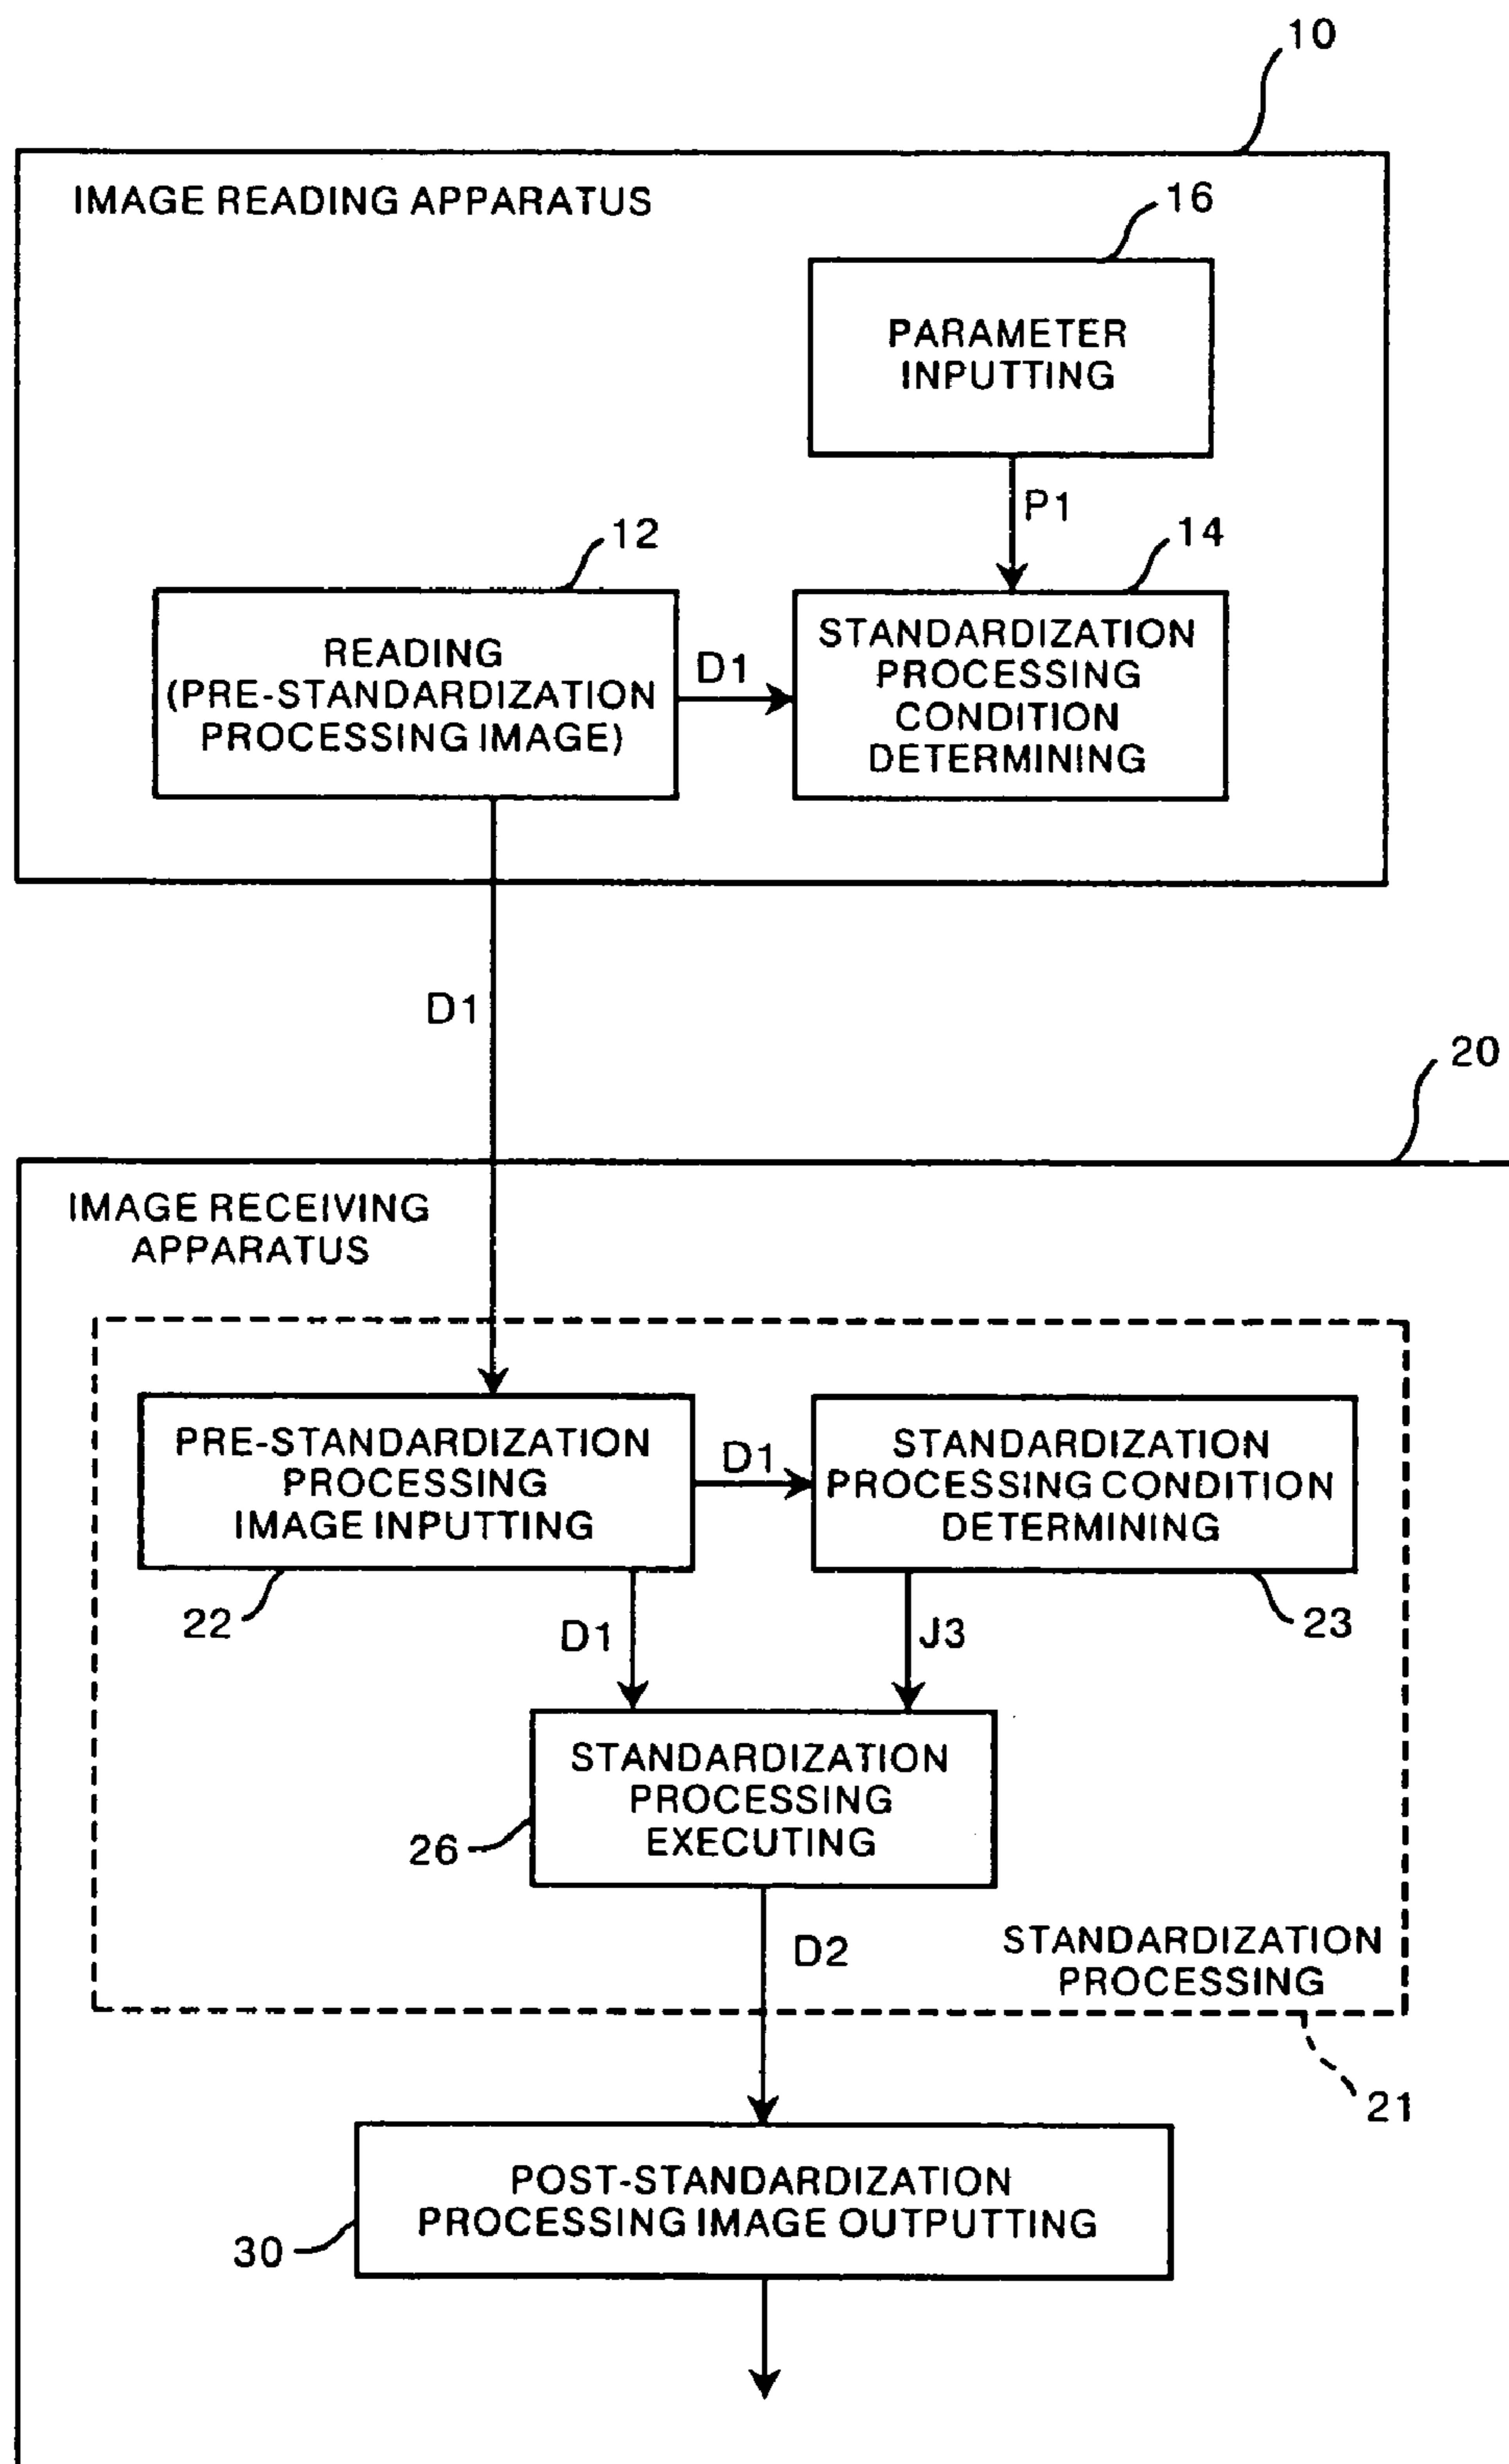 10
IMAGE READING APPARATUS
16
PARAMETER
INPUTTING
P1
12
14
READING
(PRE-STANDARDIZATION
PROCESSING IMAGE)
D1
STANDARDIZATION
PROCESSING
CONDITION
DETERMINING
D1
20
IMAGE RECEIVING
APPARATUS
PRE-STANDARDIZATION
PROCESSING
IMAGE INPUTTING
D1
STANDARDIZATION
PROCESSING CONDITION
DETERMINING
22
D1
J3
23
STANDARDIZATION
PROCESSING
EXECUTING
26
D2
STANDARDIZATION
PROCESSING
21
POST-STANDARDIZATION
PROCESSING IMAGE OUTPUTTING
30